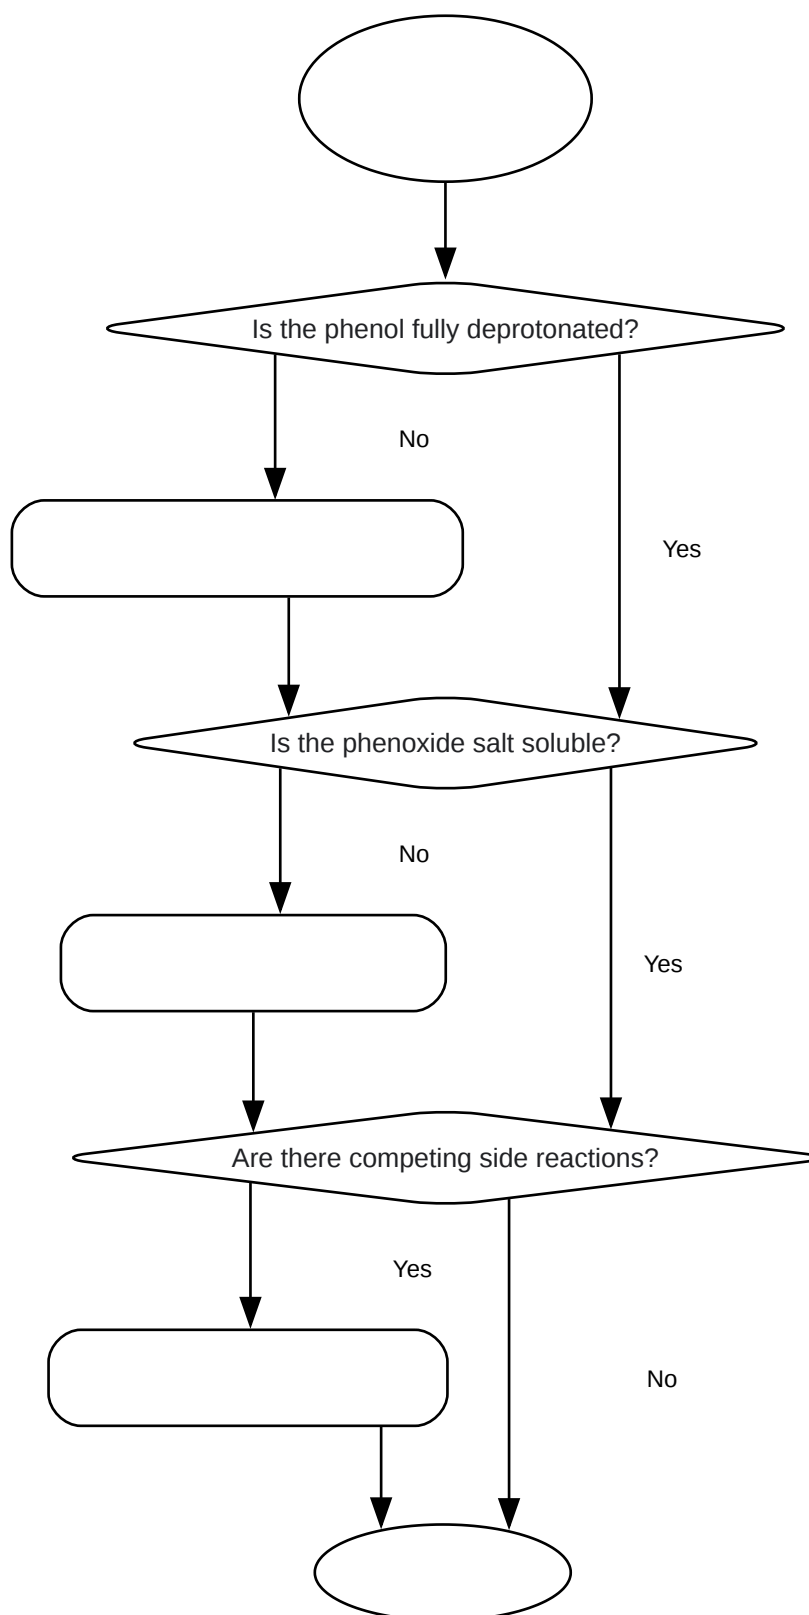 Is the phenol fully deprotonated?
No
Yes
Is the phenoxide salt soluble?
No
Yes
Are there competing side reactions?
Yes
No